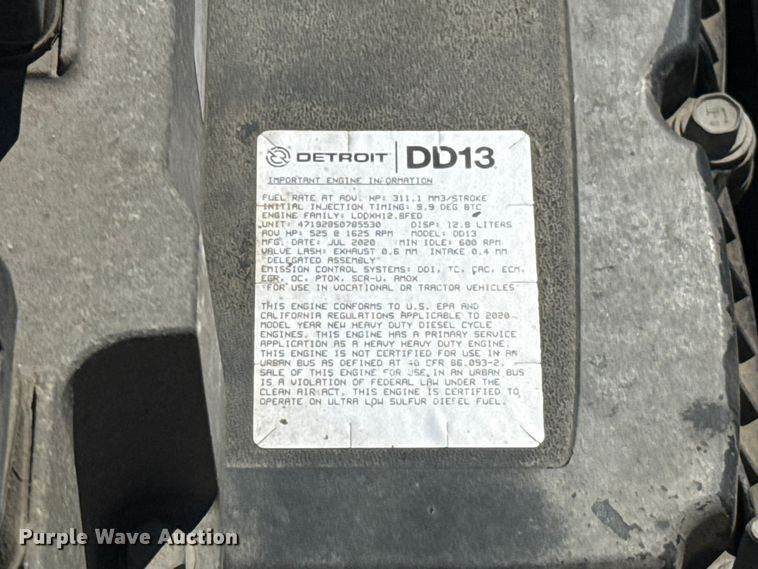 DETROIT DD13
IMPORTANT ENGINE INFORMATION
FUEL RATE AT ADV. HP: 311.1 MM3/STROKE
INITIAL INJECTION TIMING: 9.9 DEG BTC
ENGINE FAMILY: LDDXH12.8FED
UNIT: 471928S0785530 DISP: 12.8 LITERS
ADV HP: 525 @ 1625 RPM MODEL: DD13
MFG. DATE: JUL 2020 MIN IDLE: 600 RPM
VALVE LASH: EXHAUST 0.6 MM INTAKE 0.4 MM
"DELEGATED ASSEMBLY"
EMISSION CONTROL SYSTEMS: DDI, TC, CAC, ECM,
EGR, OC, PTOX, SCR-U, AMOX
"FOR USE IN VOCATIONAL OR TRACTOR VEHICLES"
THIS ENGINE CONFORMS TO U.S. EPA AND
CALIFORNIA REGULATIONS APPLICABLE TO 2020
MODEL YEAR NEW HEAVY DUTY DIESEL CYCLE
ENGINES. THIS ENGINE HAS A PRIMARY SERVICE
APPLICATION AS A HEAVY HEAVY DUTY ENGINE.
THIS ENGINE IS NOT CERTIFIED FOR USE IN AN
URBAN BUS AS DEFINED AT 40 CFR 86.093-2.
SALE OF THIS ENGINE FOR USE IN AN URBAN BUS
IS A VIOLATION OF FEDERAL LAW UNDER THE
CLEAN AIR ACT. THIS ENGINE IS CERTIFIED TO
OPERATE ON ULTRA LOW SULFUR DIESEL FUEL.
Purple Wave Auction